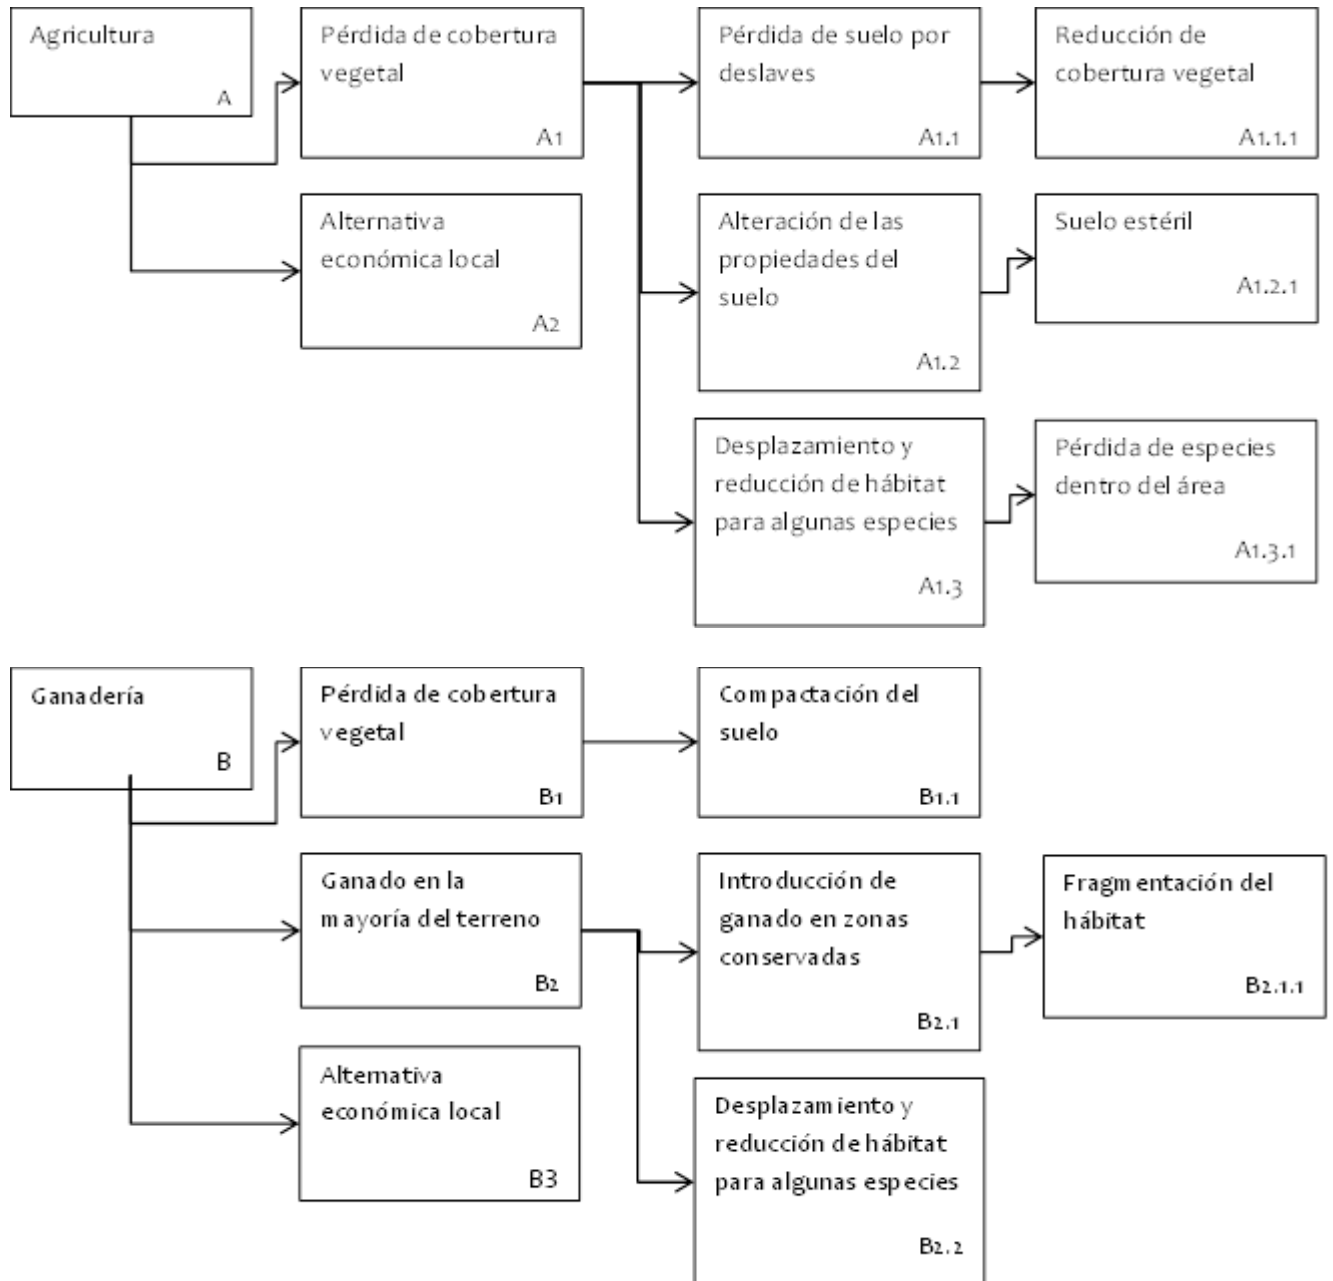 Agricultura
A
Pérdida de cobertura
vegetal
A1
Pérdida de suelo por
deslaves
A1.1
Reducción de
cobertura vegetal
A1.1.1
Alternativa
económica local
A2
Alteración de las
propiedades del
suelo
A1.2
Suelo estéril
A1.2.1
Desplazamiento y
reducción de hábitat
para algunas especies
A1.3
Pérdida de especies
dentro del área
A1.3.1
Ganadería
B
Pérdida de cobertura
vegetal
B1
Compactación del
suelo
B1.1
Ganado en la
mayoría del terreno
B2
Introducción de
ganado en zonas
conservadas
B2.1
Fragmentación del
hábitat
B2.1.1
Alternativa
económica local
B3
Desplazamiento y
reducción de hábitat
para algunas especies
B2.2